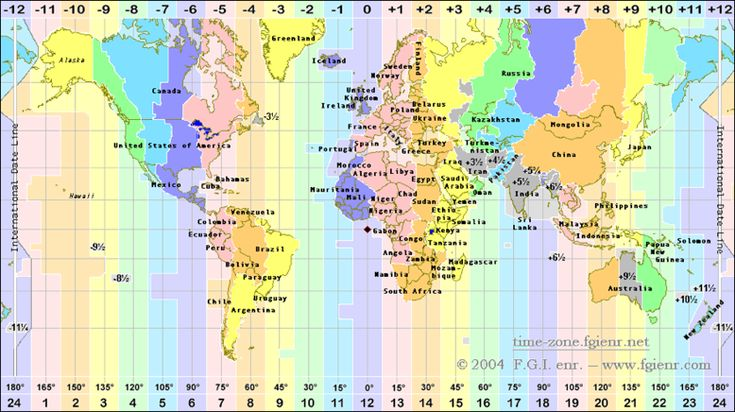 -12 -11 -10 -9 -8 -7 -6 -5 -4 -3 -2 -1 0 +1 +2 +3 +4 +5 +6 +7 +8 +9 +10 +11 +12
Greenland
Alaska
Iceland
Sweden
Norway
Finland
Russia
Canada
-3½
United Kingdom
Ireland
Belarus
Poland
Ukraine
Kazakhstan
Mongolia
France
Italy
United States of America
Portugal
Spain
Greece
Turkey
Turkme-
nistan
China
Japan
International Date Line
International Date Line
Morocco
Algeria
Libya
Egypt
Iraq
+3½
Iran
+4½
Pakistan
+5¾
+5½
India
+6½
Saudi
Arabia
Oman
Yemen
Hawaii
Mexico
Cuba
Bahamas
Mauritania
Mali
Niger
Chad
Sudan
Ethio
pia
Somalia
Sri
Lanka
Philippines
Venezuela
Colombia
Ecuador
Peru
Brazil
Nigeria
Gabon
Congo
Kenya
Tanzania
Malaysia
Indonesia
Papua
New
Guinea
Solomon
-9½
-8½
Bolivia
Paraguay
Angola
Zambia
Mozam-
bique
Madagascar
+6½
Namibia
South Africa
Chile
Uruguay
Argentina
+9½
Australia
+10½
+11½
New Zealand
-11¼
-11¼
time-zone.fgienr.net
© 2004 F.G.I. enr. – www.fgienr.com
180° 165° 150° 135° 120° 105° 90° 75° 60° 45° 30° 15° 0° 15° 30° 45° 60° 75° 90° 105° 120° 135° 150° 165° 180°
24 1 2 3 4 5 6 7 8 9 10 11 12 13 14 15 16 17 18 19 20 21 22 23 24